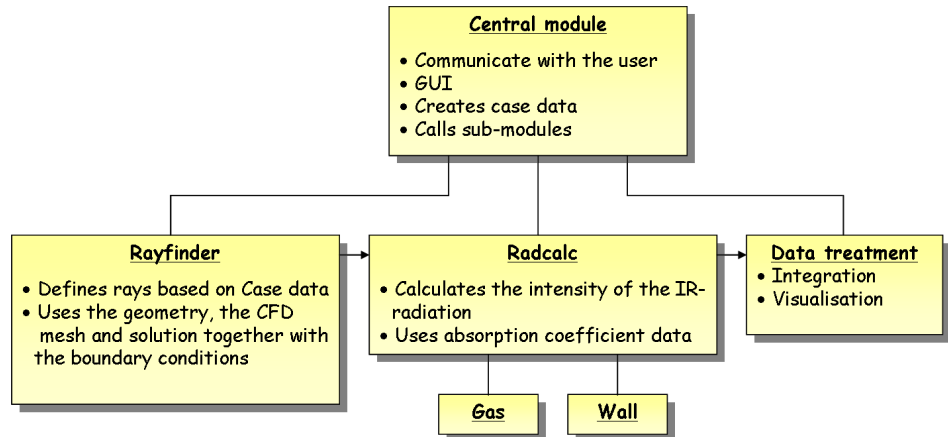 Central module
• Communicate with the user
• GUI
• Creates case data
• Calls sub-modules
Rayfinder
• Defines rays based on Case data
• Uses the geometry, the CFD
mesh and solution together with
the boundary conditions
Radcalc
• Calculates the intensity of the IR-
radiation
• Uses absorption coefficient data
Data treatment
• Integration
• Visualisation
Gas
Wall